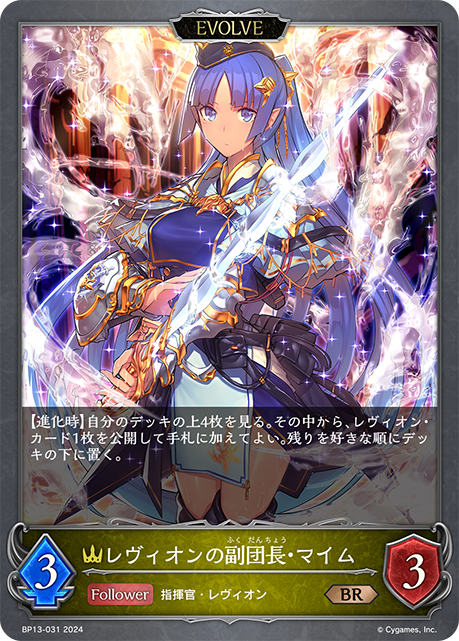 EVOLVE
【進化時】自分のデッキの上4枚を見る。その中から、レヴィオン・
カード1枚を公開して手札に加えてよい。残りを好きな順にデッ
キの下に置く。
ふく だんちょう
レヴィオンの副団長・マイム
3
3
Follower 指揮官・レヴィオン BR
BP13-031 2024 © Cygames, Inc.